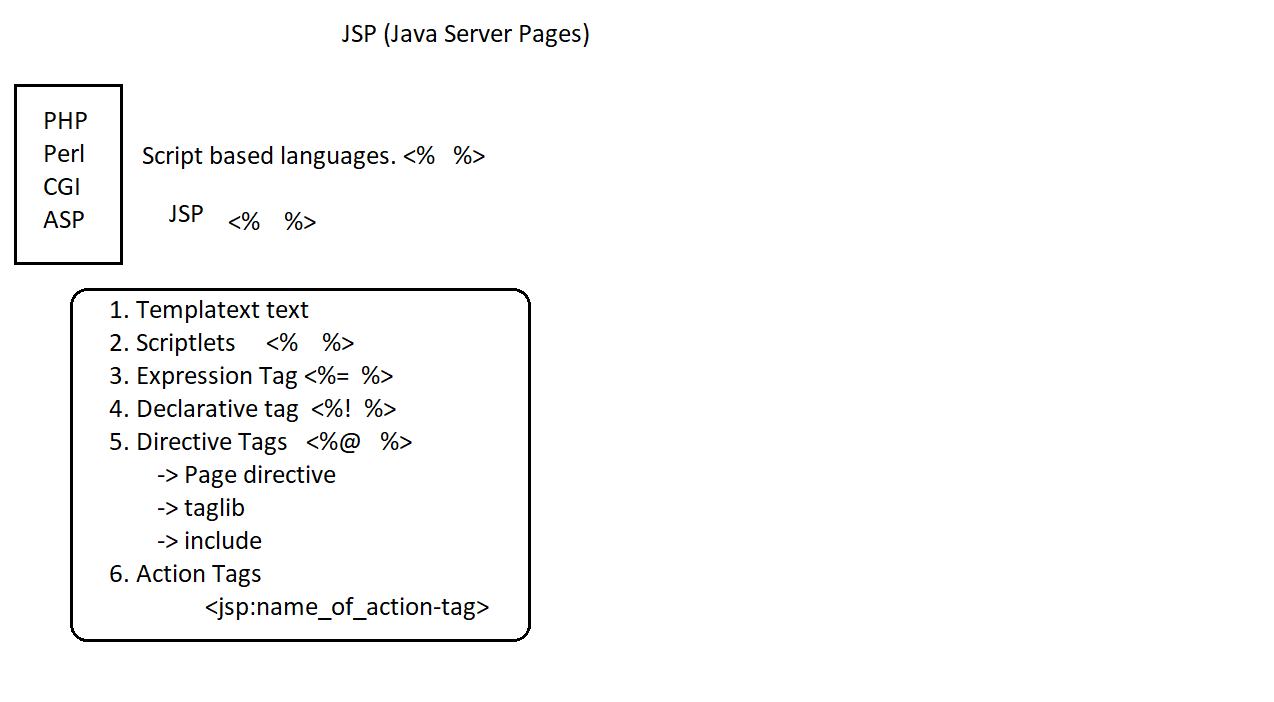 JSP (Java Server Pages)
PHP
Perl
CGI
ASP
Script based languages. <% %>
JSP <% %>
1. Templatext text
2. Scriptlets <% %>
3. Expression Tag <%= %>
4. Declarative tag <%! %>
5. Directive Tags <%@ %>
-> Page directive
-> taglib
-> include
6. Action Tags
<jsp:name_of_action-tag>